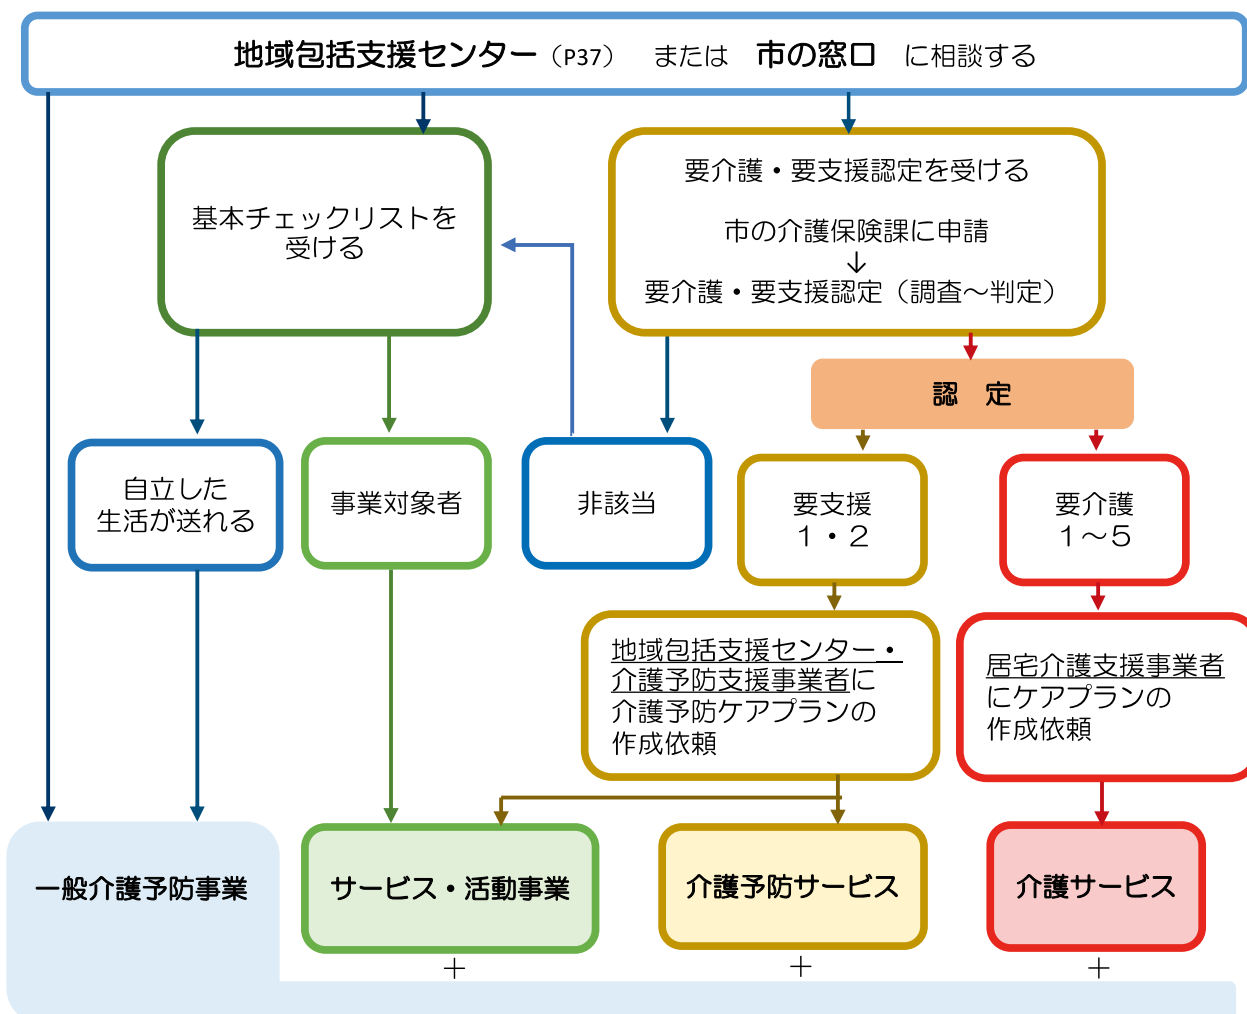 地域包括支援センター（P37）　または　市の窓口　に相談する
基本チェックリストを
受ける
要介護・要支援認定を受ける
市の介護保険課に申請
↓
要介護・要支援認定（調査～判定）
認　定
自立した
生活が送れる
事業対象者
非該当
要支援
１・２
要介護
１～５
地域包括支援センター・
介護予防支援事業者に
介護予防ケアプランの
作成依頼
居宅介護支援事業者
にケアプランの
作成依頼
一般介護予防事業
サービス・活動事業
介護予防サービス
介護サービス
＋
＋
＋